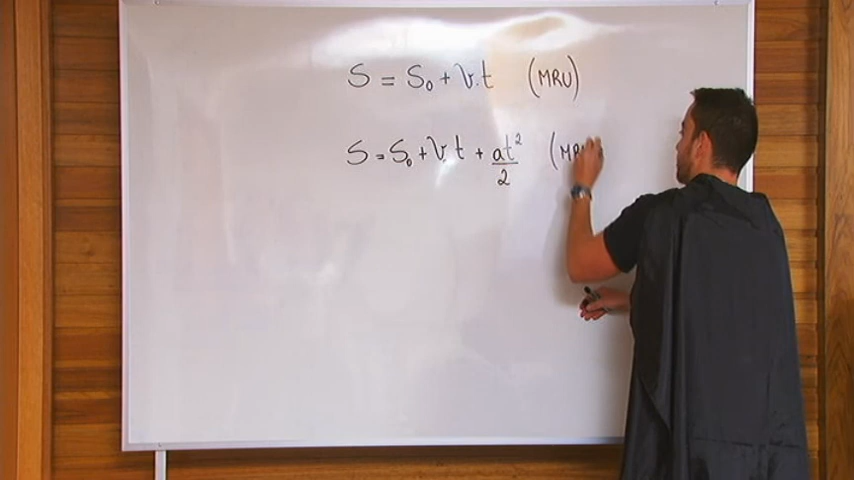 S = S₀ + v.t (MRU)
S = S₀ + v.t + at²/2 (MR